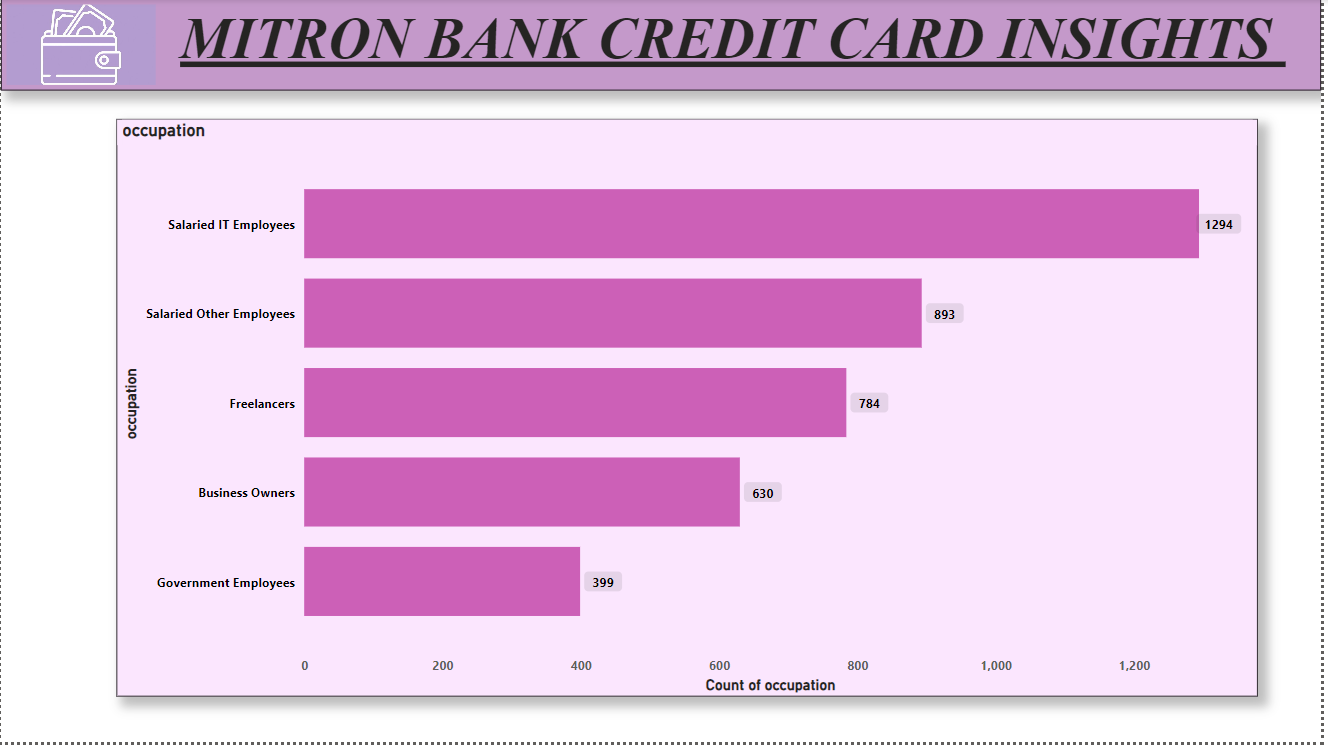 MITRON BANK CREDIT CARD INSIGHTS
occupation
occupation
Salaried IT Employees 1294
Salaried Other Employees 893
Freelancers 784
Business Owners 630
Government Employees 399
0 200 400 600 800 1,000 1,200
Count of occupation